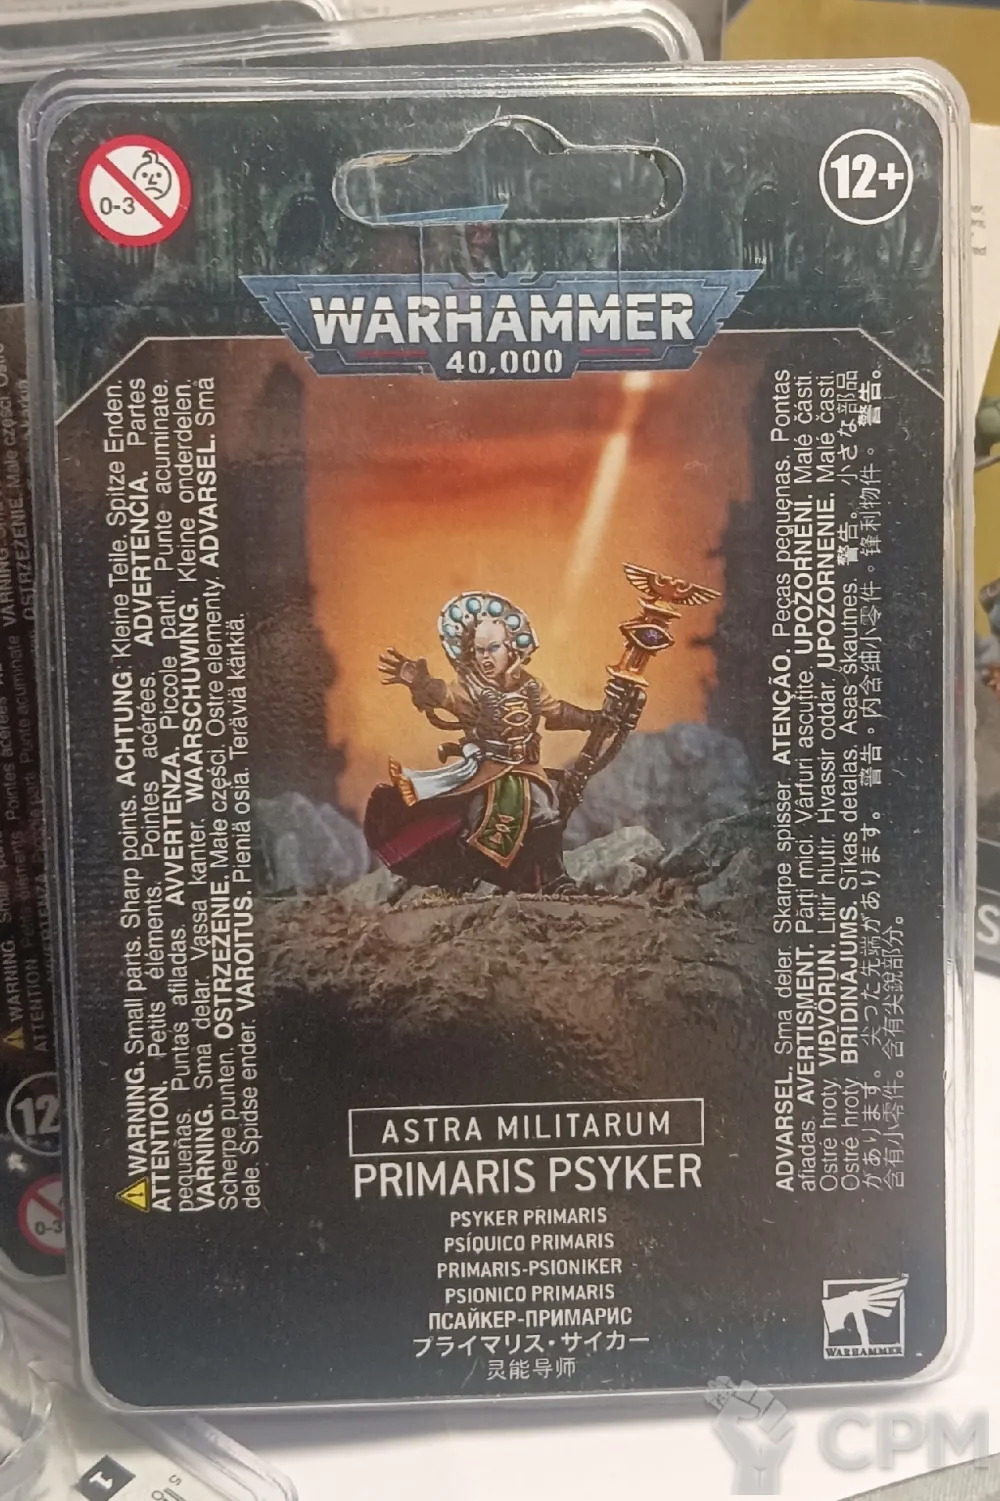 0-3
12+
WARHAMMER
40,000
⚠WARNING. Small parts. Sharp points. ACHTUNG: Kleine Teile. Spitze Enden.
ATTENTION. Petits éléments. Pointes acérées. ADVERTENCIA. Partes
pequeñas. Puntas afiladas. AVVERTENZA. Piccole parti. Punte acuminate.
VARNING. Små delar. Vassa kanter. WAARSCHUWING. Kleine onderdelen.
Scherpe punten. OSTRZEŻENIE. Małe części. Ostre elementy. ADVARSEL. Små
dele. Spidse ender. VAROITUS. Pieniä osia. Teräviä kärkiä.
ADVARSEL. Små deler. Skarpe spisser. ATENÇÃO. Peças pequenas. Pontas
afiadas. AVERTISMENT. Părți mici. Vârfuri ascuțite. UPOZORNĚNÍ. Malé části.
Ostré hroty. VIÐVÖRUN. Litlir hlutir. Hvassir oddar. UPOZORNENIE. Malé časti.
Ostré hroty. BRĪDINĀJUMS. Sīkas detaļas. Asas šķautnes. 警告。小さな部品
があります。尖った先端があります。警告。内含细小零件。锋利物件。警告。
含有小零件。含有尖銳部分。
ASTRA MILITARUM
PRIMARIS PSYKER
PSYKER PRIMARIS
PSÍQUICO PRIMARIS
PRIMARIS-PSIONIKER
PSIONICO PRIMARIS
ПСАЙКЕР-ПРИМАРИС
プライマリス・サイカー
灵能导师
WARHAMMER
CPM
12
0-3
1